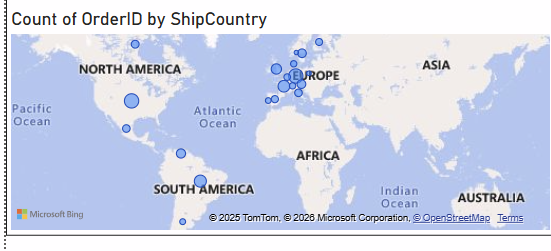 Count of OrderID by ShipCountry
NORTH AMERICA
EUROPE
ASIA
Pacific
Ocean
Atlantic
Ocean
AFRICA
SOUTH AMERICA
Indian
Ocean
AUSTRALIA
Microsoft Bing
© 2025 TomTom, © 2026 Microsoft Corporation, © OpenStreetMap Terms